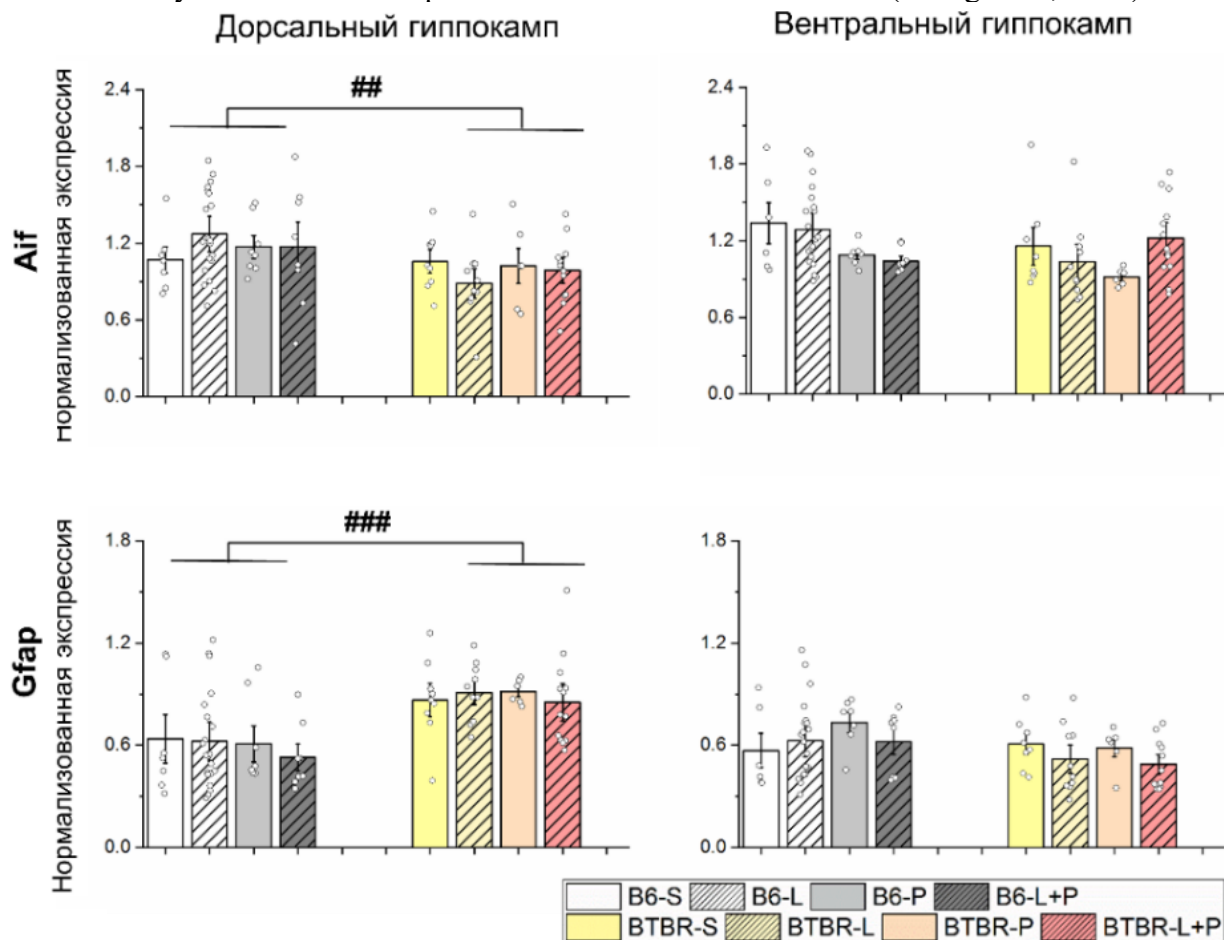 Дорсальный гиппокамп
Вентральный гиппокамп
Aif
Нормализованная экспрессия
2.4
1.8
1.2
0.6
0.0
##
2.4
1.8
1.2
0.6
0.0
Gfap
Нормализованная экспрессия
1.8
1.2
0.6
0.0
###
1.8
1.2
0.6
0.0
B6-S B6-L B6-P B6-L+P
BTBR-S BTBR-L BTBR-P BTBR-L+P